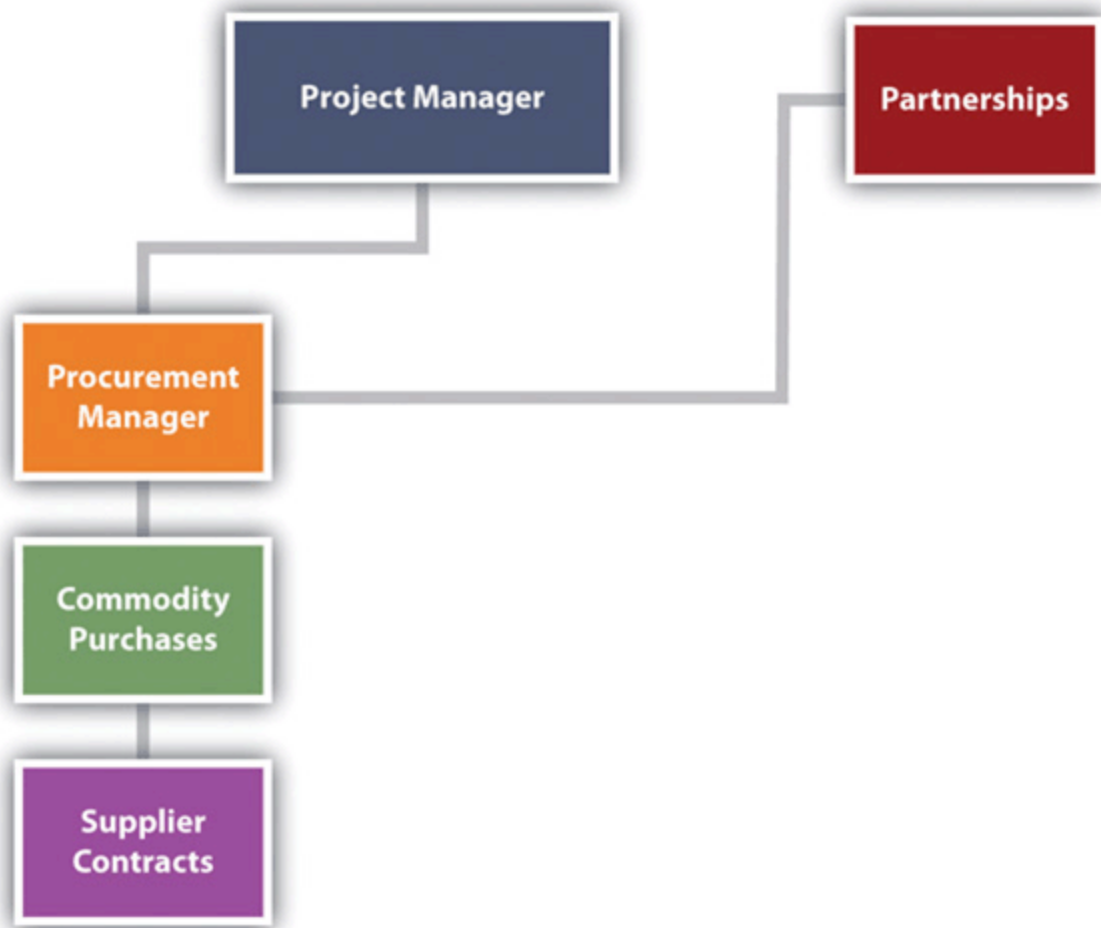 Project Manager
Partnerships
Procurement
Manager
Commodity
Purchases
Supplier
Contracts